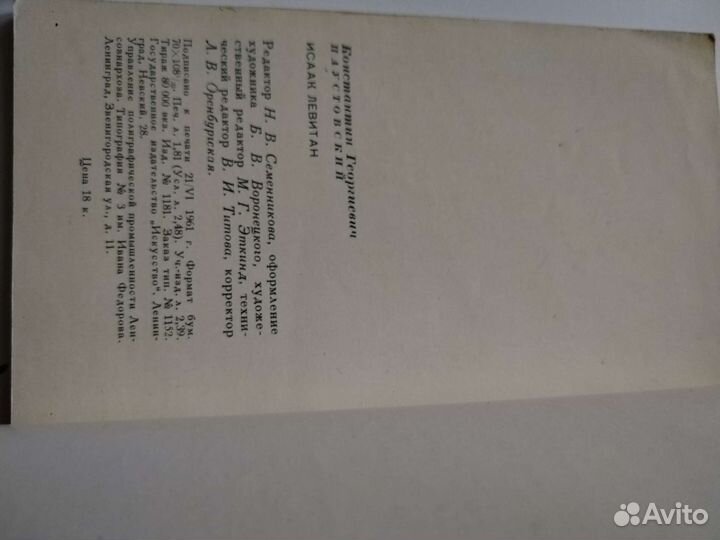 Константин Георгиевич
ПАУСТОВСКИЙ
ИСААК ЛЕВИТАН
Редактор Н. В. Семенникова, оформление
художника Б. В. Воронецкого, художе-
ственный редактор М. Г. Эткинд, техни-
ческий редактор В. И. Титова, корректор
Л. В. Оренбургская.
Подписано к печати 21/VI 1961 г. Формат бум.
70×108¹/₃₂. Печ. л. 1,81 (Усл. л. 2,48). Уч.-изд. л. 2,39.
Тираж 80 000 экз. Изд. № 1181. Заказ тип. № 1152.
Государственное издательство „Искусство“. Ленин-
град, Невский, 28.
Управление полиграфической промышленности Лен-
совнархоза. Типография № 3 им. Ивана Федорова.
Ленинград, Звенигородская ул., д. 11.
Цена 18 к.
Avito